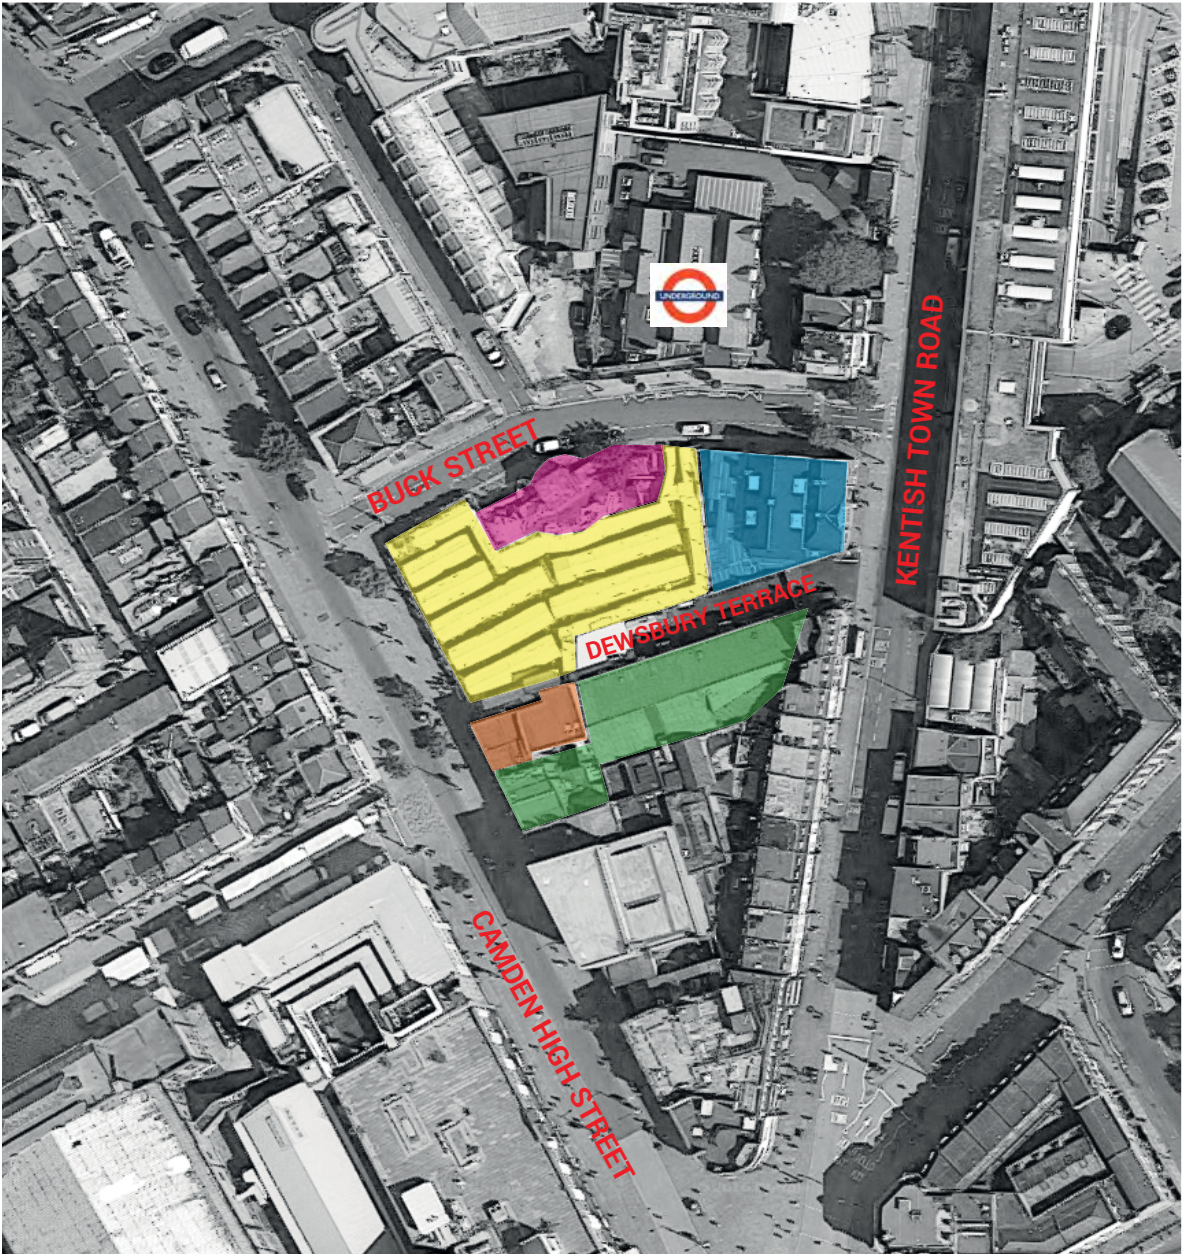 UNDERGROUND
KENTISH TOWN ROAD
BUCK STREET
DEWSBURY TERRACE
CAMDEN HIGH STREET